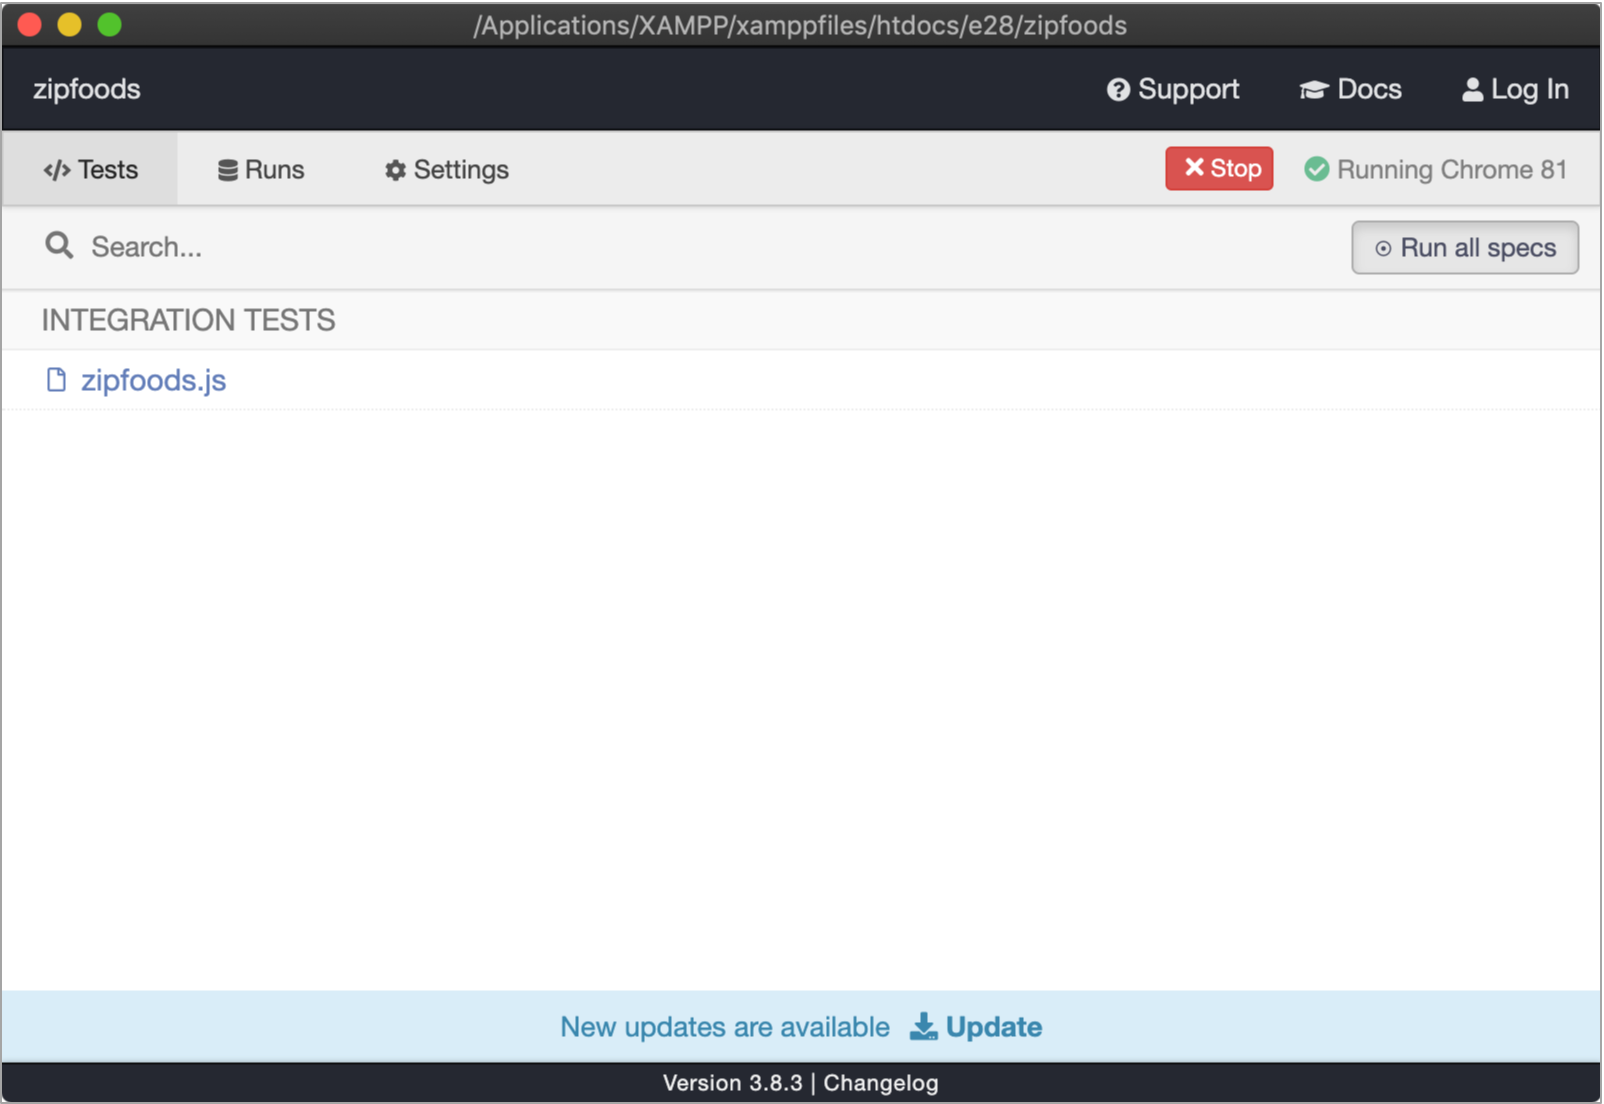 /Applications/XAMPP/xamppfiles/htdocs/e28/zipfoods
zipfoods Support Docs Log In
Tests Runs Settings Stop Running Chrome 81
Search... Run all specs
INTEGRATION TESTS
zipfoods.js
New updates are available Update
Version 3.8.3 | Changelog